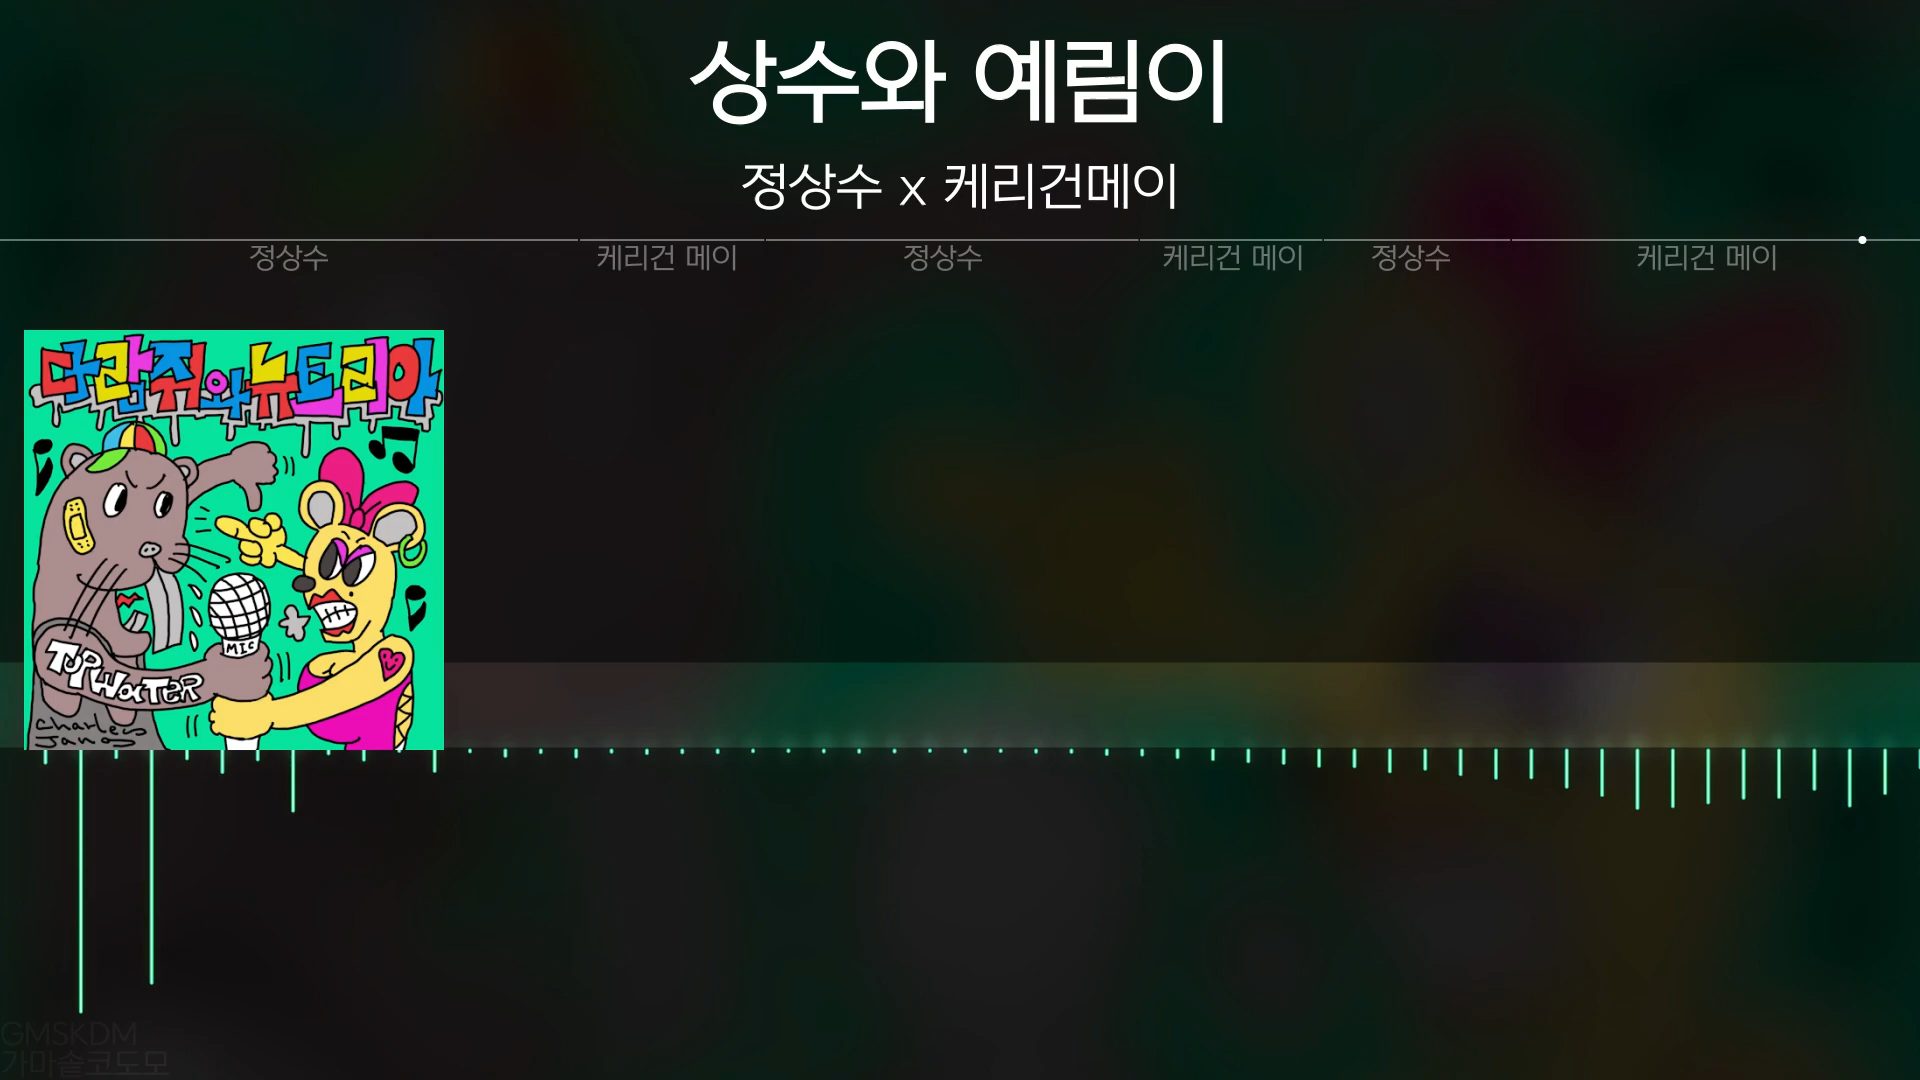 상수와 예림이
정상수 x 케리건메이
정상수 케리건 메이 정상수 케리건 메이 정상수 케리건 메이
다람쥐와뉴트리아
MIC
TOPWaTER
Charles
Jang
GMSKDM
가마솥코도모